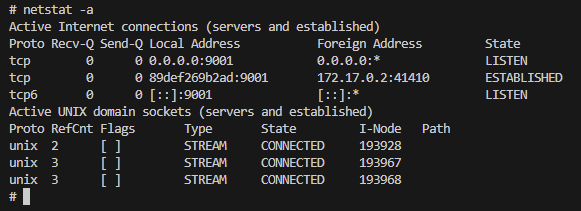 # netstat -a
Active Internet connections (servers and established)
Proto Recv-Q Send-Q Local Address           Foreign Address         State
tcp        0      0 0.0.0.0:9001            0.0.0.0:*               LISTEN
tcp        0      0 89def269b2ad:9001       172.17.0.2:41410        ESTABLISHED
tcp6       0      0 [::]:9001               [::]:*                  LISTEN
Active UNIX domain sockets (servers and established)
Proto RefCnt Flags       Type       State         I-Node   Path
unix  2      [ ]         STREAM     CONNECTED     193928
unix  3      [ ]         STREAM     CONNECTED     193967
unix  3      [ ]         STREAM     CONNECTED     193968
#